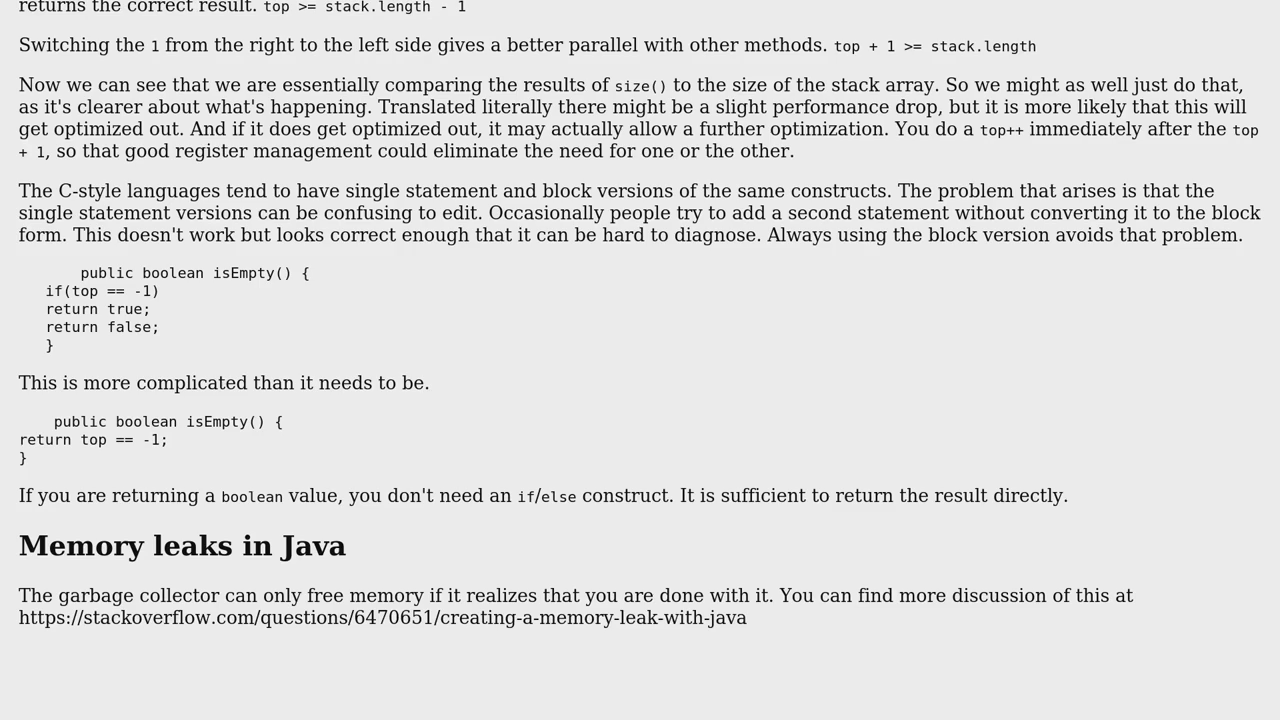 returns the correct result. top >= stack.length - 1
Switching the 1 from the right to the left side gives a better parallel with other methods. top + 1 >= stack.length
Now we can see that we are essentially comparing the results of size() to the size of the stack array. So we might as well just do that,
as it's clearer about what's happening. Translated literally there might be a slight performance drop, but it is more likely that this will
get optimized out. And if it does get optimized out, it may actually allow a further optimization. You do a top++ immediately after the top
+ 1, so that good register management could eliminate the need for one or the other.
The C-style languages tend to have single statement and block versions of the same constructs. The problem that arises is that the
single statement versions can be confusing to edit. Occasionally people try to add a second statement without converting it to the block
form. This doesn't work but looks correct enough that it can be hard to diagnose. Always using the block version avoids that problem.
public boolean isEmpty() {
if(top == -1)
return true;
return false;
}
This is more complicated than it needs to be.
public boolean isEmpty() {
return top == -1;
}
If you are returning a boolean value, you don't need an if/else construct. It is sufficient to return the result directly.
Memory leaks in Java
The garbage collector can only free memory if it realizes that you are done with it. You can find more discussion of this at
https://stackoverflow.com/questions/6470651/creating-a-memory-leak-with-java